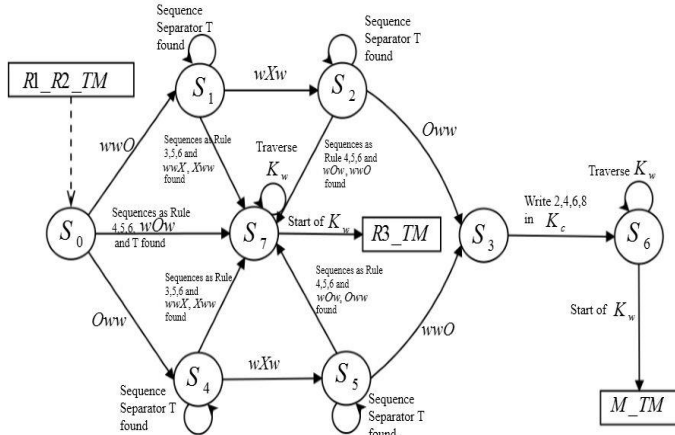 Sequence
Separator T
found
Sequence
Separator T
found
R1_R2_TM
S1
wXw
S2
wwO
Sequences as Rule
3,5,6 and
wwX, Xww
found
Traverse
Kw
Sequences as
Rule 4,5,6 and
wOw, wwO
found
Oww
S0
Sequences as Rule
4,5,6, wOw
and T found
S7
Start of Kw
R3_TM
S3
Write 2,4,6,8
in Kc
Traverse Kw
S6
Oww
Sequences as Rule
3,5,6 and
wwX, Xww
found
Sequences as Rule
4,5,6 and
wOw, Oww
found
wwO
Start of Kw
S4
wXw
S5
M_TM
Sequence
Separator T
found
Sequence
Separator T
found